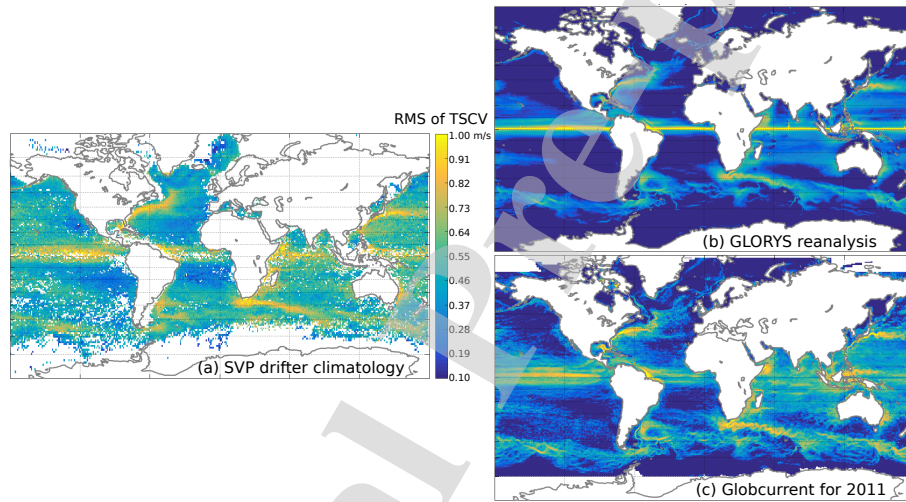 RMS of TSCV
1.00 m/s
0.91
0.82
0.73
0.64
0.55
0.46
0.37
0.28
0.19
0.10
(a) SVP drifter climatology
(b) GLORYS reanalysis
(c) Globcurrent for 2011